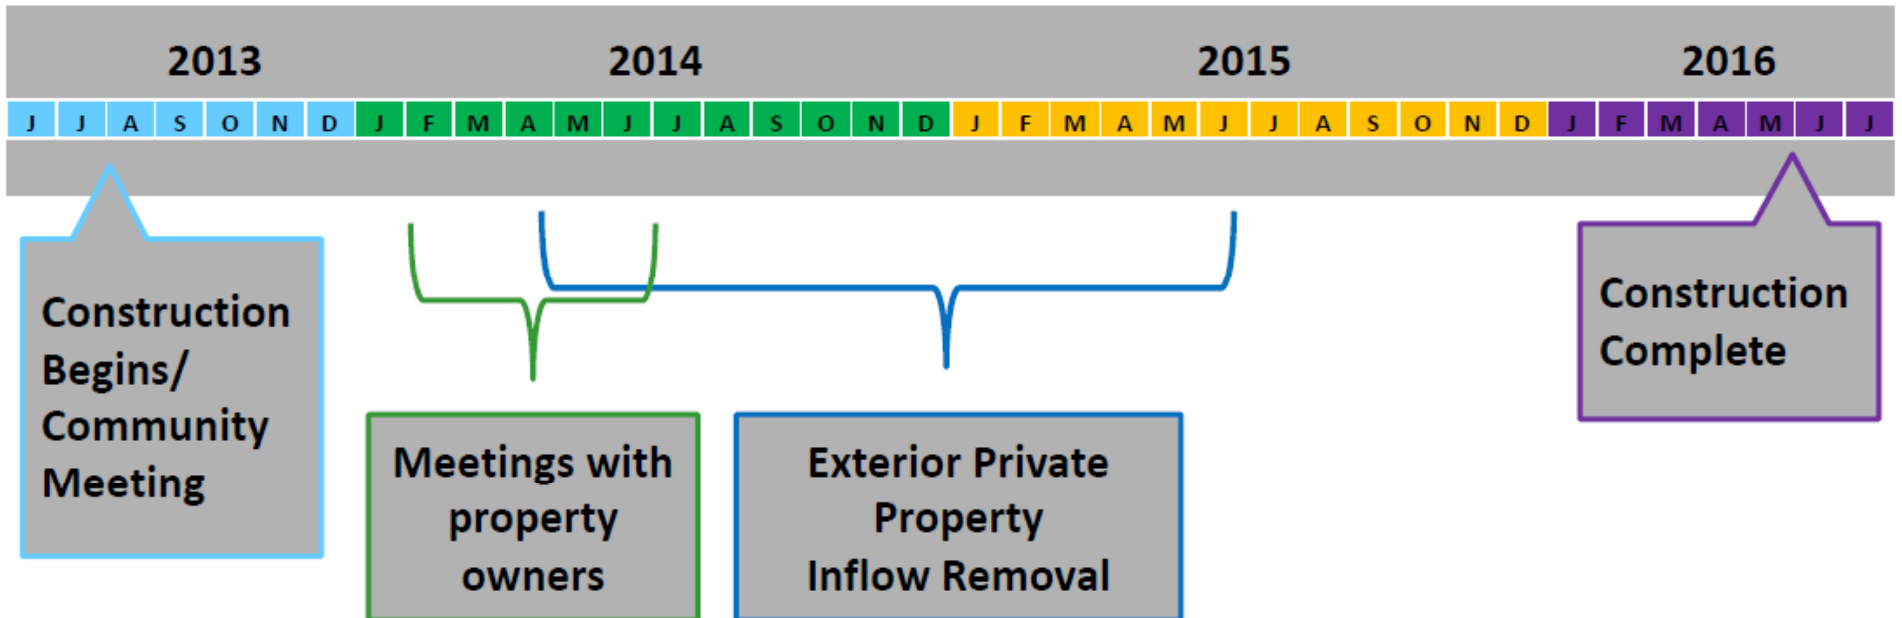 2013 2014 2015 2016
J J A S O N D J F M A M J J A S O N D J F M A M J J A S O N D J F M A M J J
Construction
Begins/
Community
Meeting
Meetings with
property
owners
Exterior Private
Property
Inflow Removal
Construction
Complete